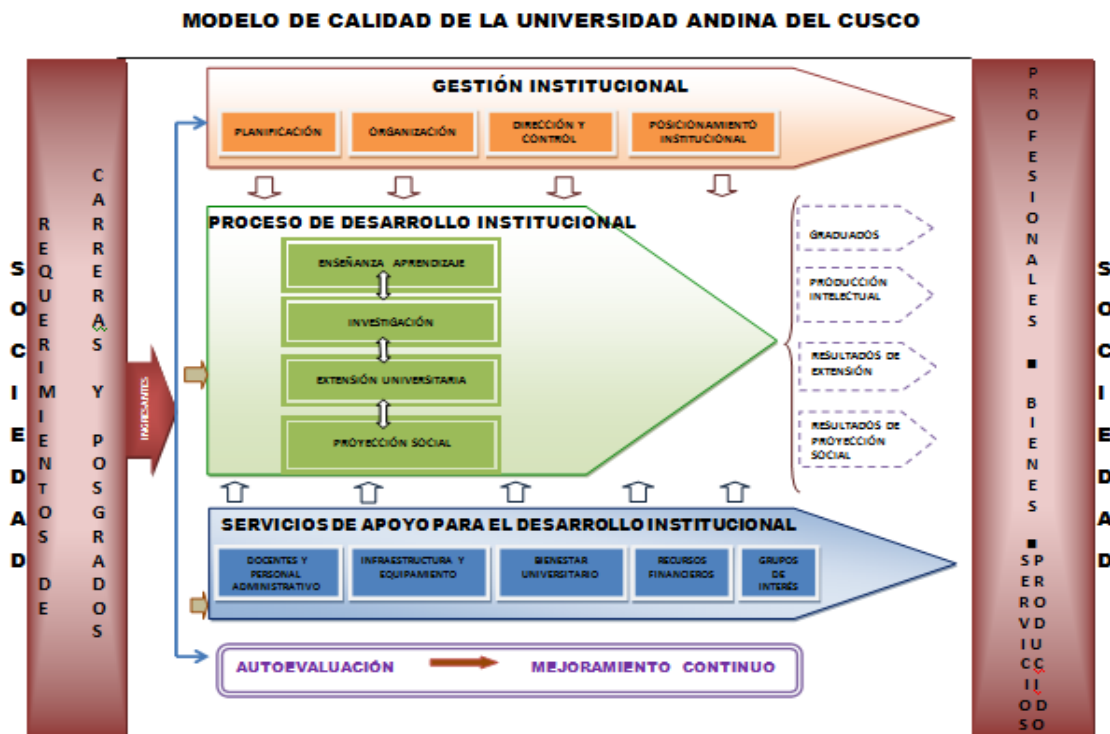 MODELO DE CALIDAD DE LA UNIVERSIDAD ANDINA DEL CUSCO
SOCIEDAD
REQUERIMIENTOS DE
CARRERAS Y POSGRADOS
INGRESANTES
GESTIÓN INSTITUCIONAL
PLANIFICACIÓN
ORGANIZACIÓN
DIRECCIÓN Y
CONTROL
POSICIONAMIENTO
INSTITUCIONAL
PROCESO DE DESARROLLO INSTITUCIONAL
ENSEÑANZA APRENDIZAJE
INVESTIGACIÓN
EXTENSIÓN UNIVERSITARIA
PROYECCIÓN SOCIAL
GRADUADOS
PRODUCCIÓN
INTELECTUAL
RESULTADOS DE
EXTENSIÓN
RESULTADOS DE
PROYECCIÓN
SOCIAL
SERVICIOS DE APOYO PARA EL DESARROLLO INSTITUCIONAL
DOCENTES Y
PERSONAL
ADMINISTRATIVO
INFRAESTRUCTURA Y
EQUIPAMIENTO
BIENESTAR
UNIVERSITARIO
RECURSOS
FINANCIEROS
GRUPOS
DE
INTERÉS
AUTOEVALUACIÓN
MEJORAMIENTO CONTINUO
PROFESIONALES ■ BIENES ■
SERVICIOS
PRODUCIDO
SOCIEDAD